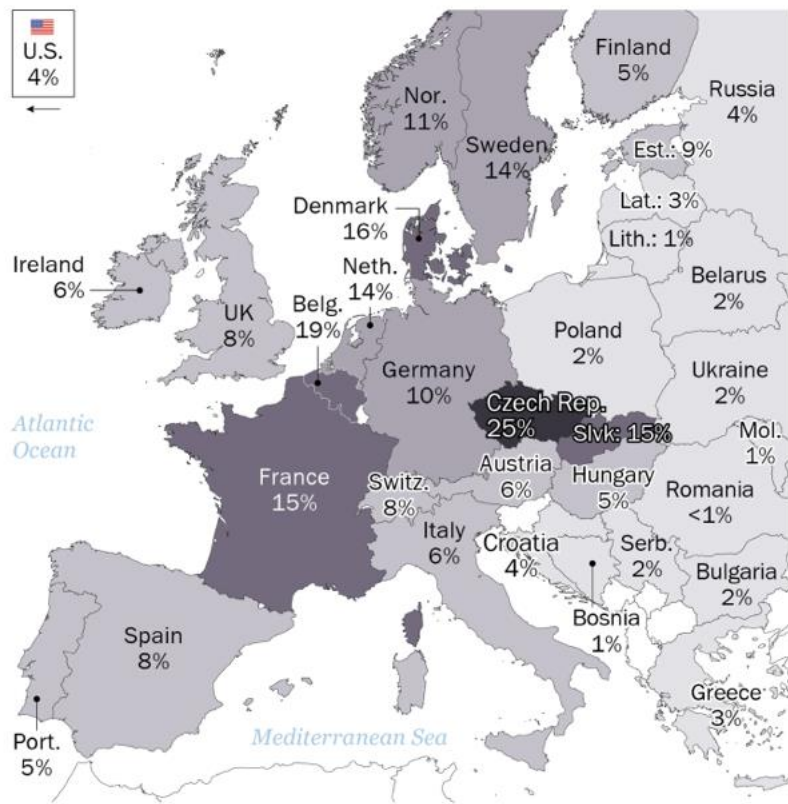 U.S.
4%
Finland
5%
Russia
4%
Nor.
11%
Sweden
14%
Est.: 9%
Lat.: 3%
Lith.: 1%
Denmark
16%
Ireland
6%
Neth.
14%
Belarus
2%
UK
8%
Belg.
19%
Poland
2%
Germany
10%
Ukraine
2%
Czech Rep.
25%
Slvk: 15%
Atlantic
Ocean
Mol.
1%
France
15%
Switz.
8%
Austria
6%
Hungary
5%
Romania
<1%
Italy
6%
Croatia
4%
Serb.
2%
Bulgaria
2%
Bosnia
1%
Spain
8%
Greece
3%
Port.
5%
Mediterranean Sea